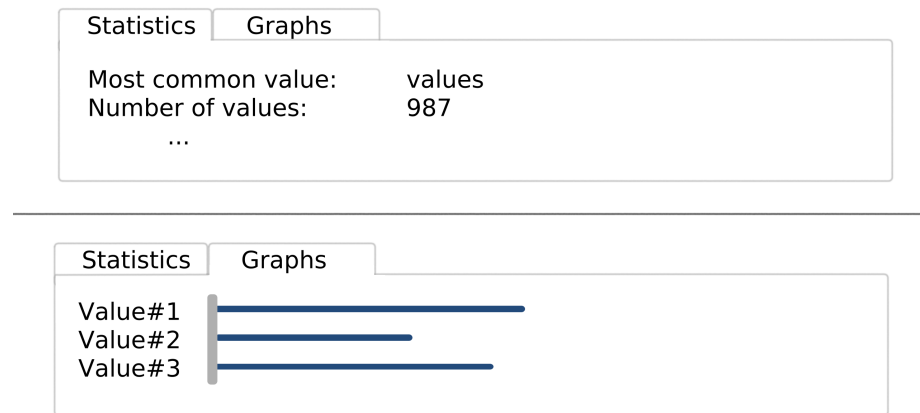 Statistics Graphs
Most common value: values
Number of values: 987
...
Statistics Graphs
Value#1
Value#2
Value#3